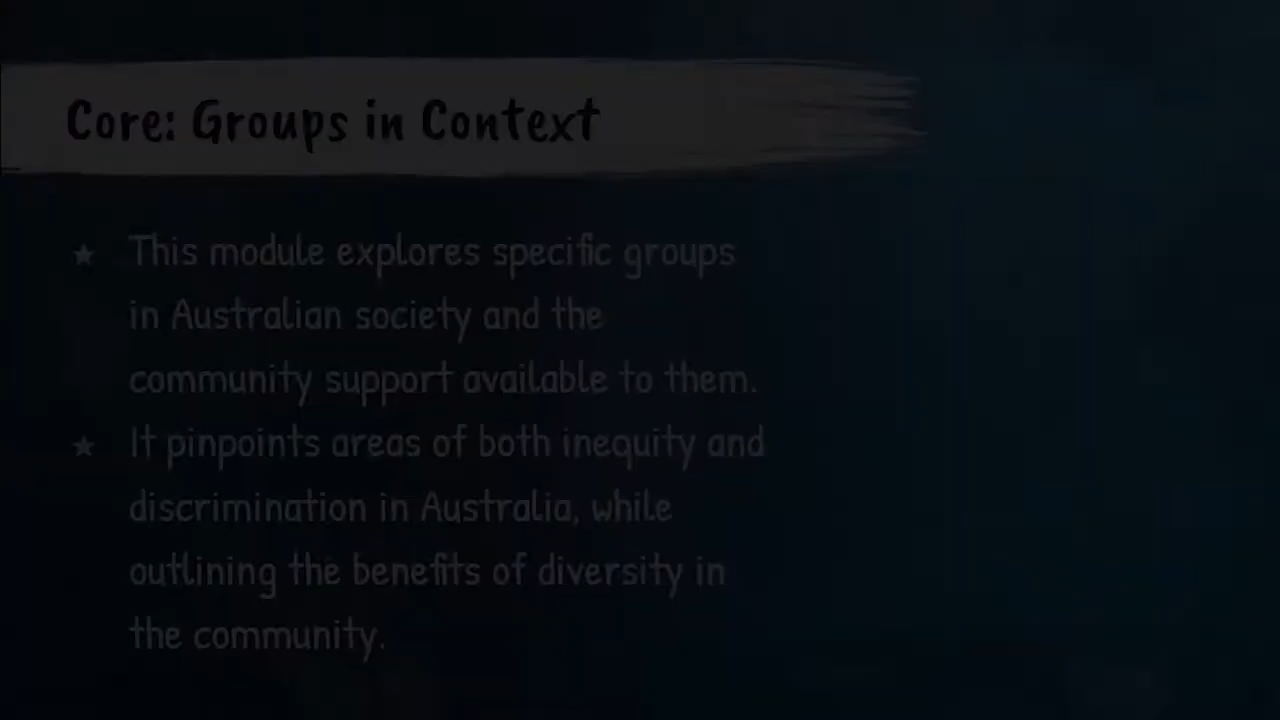 Core: Groups in Context
★ This module explores specific groups
in Australian society and the
community support available to them.
★ It pinpoints areas of both inequity and
discrimination in Australia, while
outlining the benefits of diversity in
the community.